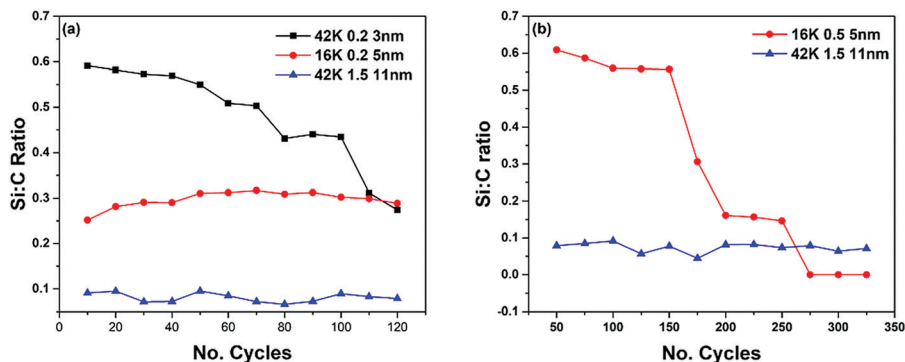 (a)
42K 0.2 3nm
16K 0.2 5nm
42K 1.5 11nm
Si:C Ratio
0.7
0.6
0.5
0.4
0.3
0.2
0.1
0 20 40 60 80 100 120
No. Cycles
(b)
16K 0.5 5nm
42K 1.5 11nm
Si:C ratio
0.7
0.6
0.5
0.4
0.3
0.2
0.1
0.0
-0.1
50 100 150 200 250 300 350
No. Cycles